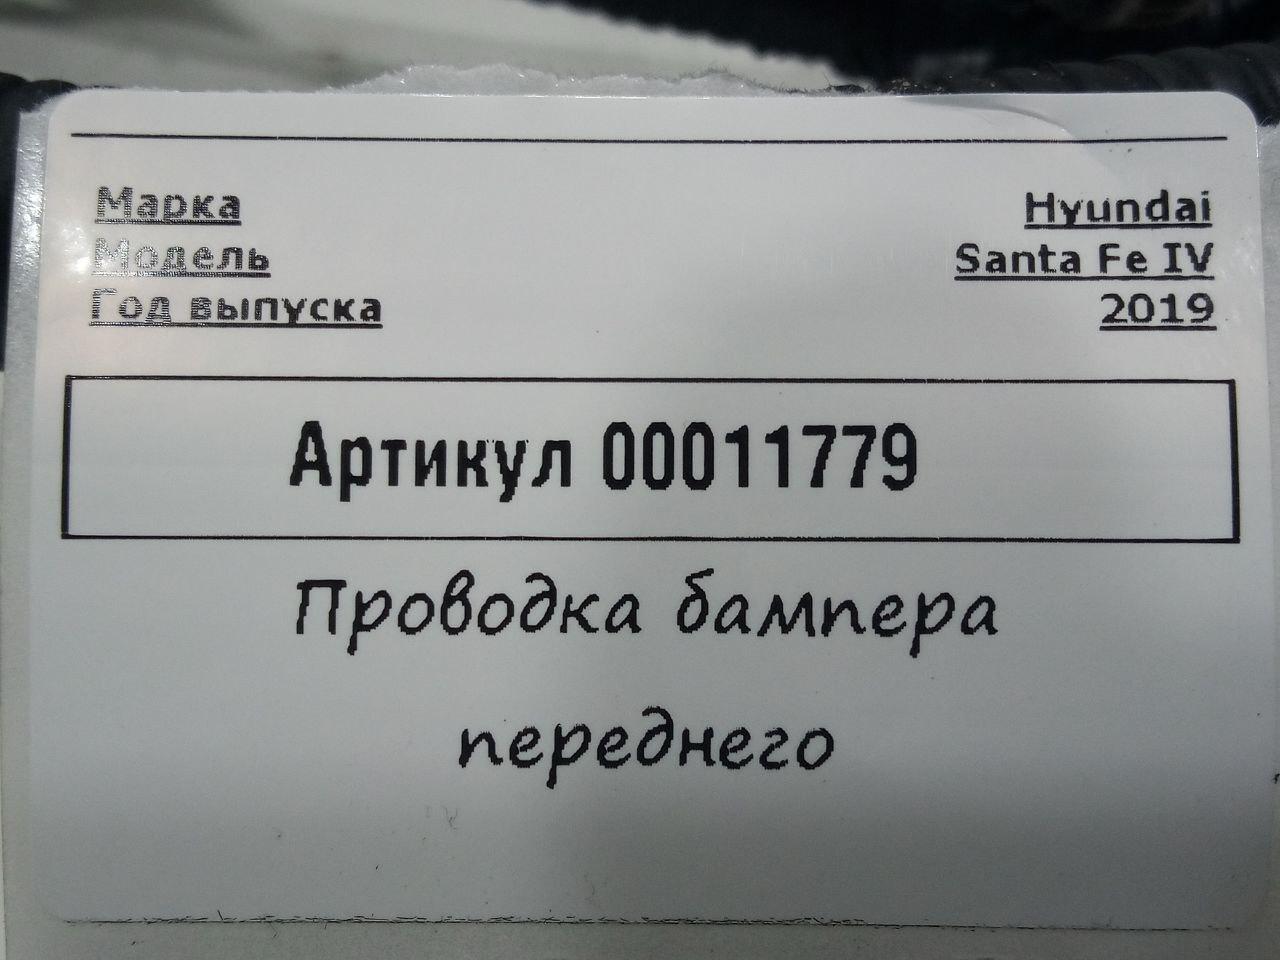 Марка Hyundai
Модель Santa Fe IV
Год выпуска 2019
Артикул 00011779
Проводка бампера
переднего